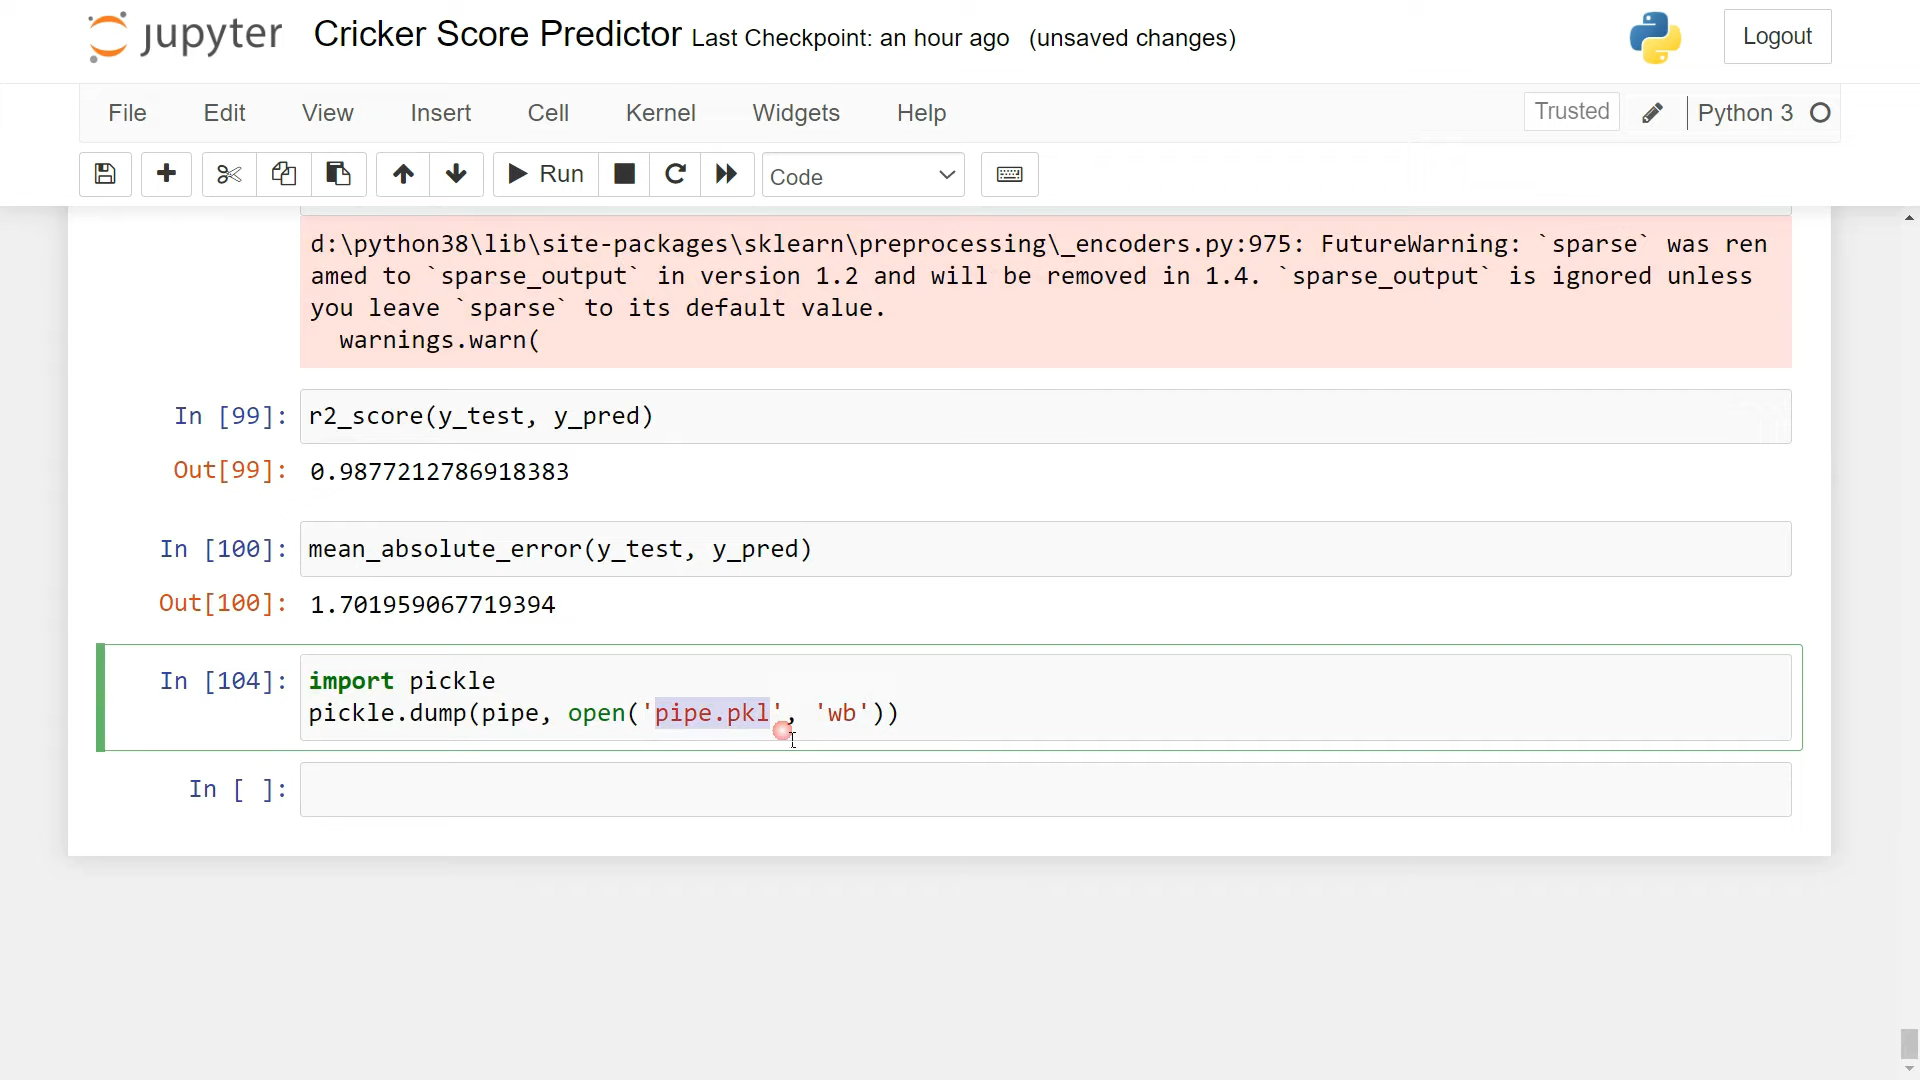 jupyter Cricker Score Predictor Last Checkpoint: an hour ago (unsaved changes) Logout
File Edit View Insert Cell Kernel Widgets Help Trusted Python 3
Run Code
d:\python38\lib\site-packages\sklearn\preprocessing\_encoders.py:975: FutureWarning: `sparse` was ren
amed to `sparse_output` in version 1.2 and will be removed in 1.4. `sparse_output` is ignored unless
you leave `sparse` to its default value.
warnings.warn(
In [99]: r2_score(y_test, y_pred)
Out[99]: 0.9877212786918383
In [100]: mean_absolute_error(y_test, y_pred)
Out[100]: 1.701959067719394
In [104]: import pickle
pickle.dump(pipe, open('pipe.pkl', 'wb'))
In [ ]: